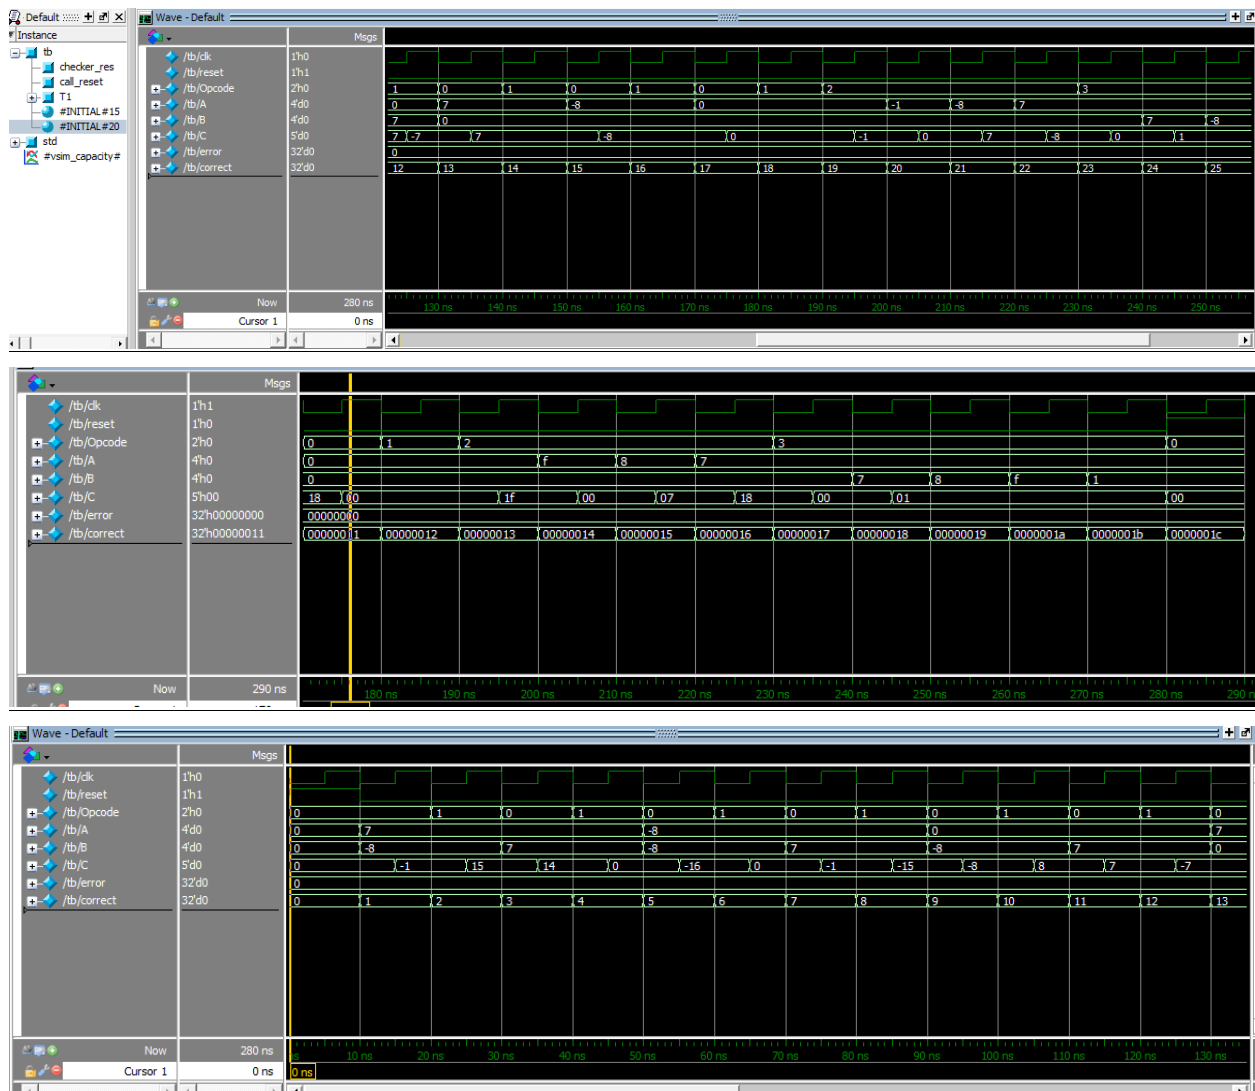 Default
Wave - Default
Instance
Msgs
tb
checker_res
call_reset
T1
#INITIAL#15
#INITIAL#20
std
#vsim_capacity#
/tb/clk 1'h0
/tb/reset 1'h1
/tb/Opcode 2'h0 1 0 1 0 1 0 1 2 3
/tb/A 4'd0 0 7 -8 0 -1 -8 7
/tb/B 4'd0 7 0 7 -8
/tb/C 5'd0 7 -7 7 -8 0 -1 0 7 -8 0 1
/tb/error 32'd0 0
/tb/correct 32'd0 12 13 14 15 16 17 18 19 20 21 22 23 24 25
Now 280 ns 130 ns 140 ns 150 ns 160 ns 170 ns 180 ns 190 ns 200 ns 210 ns 220 ns 230 ns 240 ns 250 ns
Cursor 1 0 ns
Msgs
/tb/clk 1'h1
/tb/reset 1'h0
/tb/Opcode 2'h0 0 1 2 3 0
/tb/A 4'h0 0 f 8 7
/tb/B 4'h0 0 7 8 f 1
/tb/C 5'h00 18 00 1f 00 07 18 00 01 00
/tb/error 32'h00000000 00000000
/tb/correct 32'h00000011 00000011 00000012 00000013 00000014 00000015 00000016 00000017 00000018 00000019 0000001a 0000001b 0000001c
Now 290 ns 180 ns 190 ns 200 ns 210 ns 220 ns 230 ns 240 ns 250 ns 260 ns 270 ns 280 ns 290 n
Wave - Default
Msgs
/tb/clk 1'h0
/tb/reset 1'h1
/tb/Opcode 2'h0 0 1 0 1 0 1 0 1 0 1 0 1 0
/tb/A 4'd0 0 7 -8 0 7
/tb/B 4'd0 0 -8 7 -8 7 -8 7 0
/tb/C 5'd0 0 -1 15 14 0 -16 0 -1 -15 -8 8 7 -7
/tb/error 32'd0 0
/tb/correct 32'd0 0 1 2 3 4 5 6 7 8 9 10 11 12 13
Now 280 ns ns 10 ns 20 ns 30 ns 40 ns 50 ns 60 ns 70 ns 80 ns 90 ns 100 ns 110 ns 120 ns 130 ns
Cursor 1 0 ns 0 ns